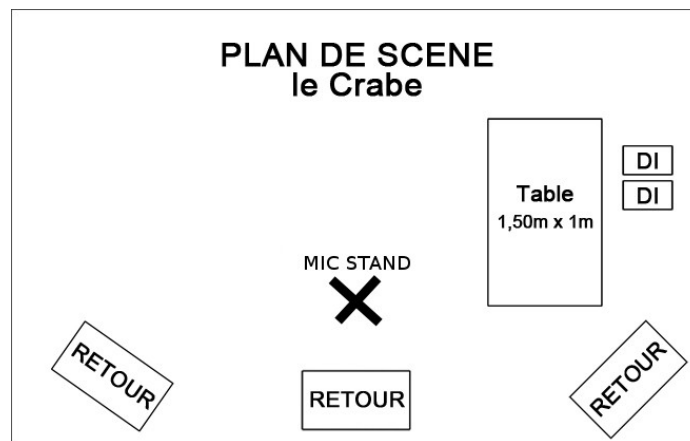 PLAN DE SCENE
le Crabe
DI
DI
Table
1,50m x 1m
MIC STAND
RETOUR
RETOUR
RETOUR